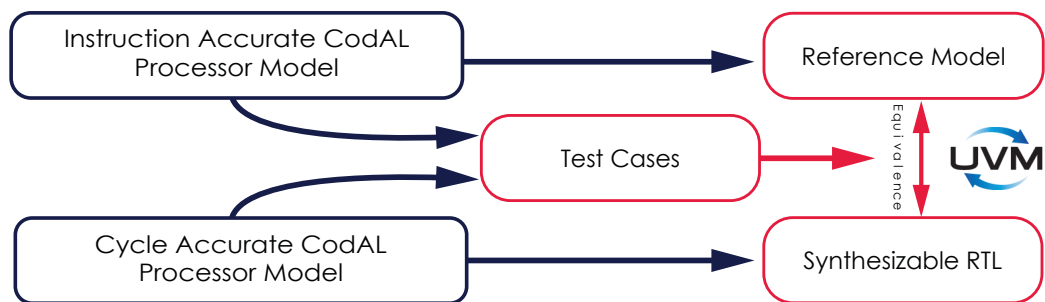 Instruction Accurate CodAL
Processor Model
Reference Model
Equivalence
UVM
Test Cases
Cycle Accurate CodAL
Processor Model
Synthesizable RTL